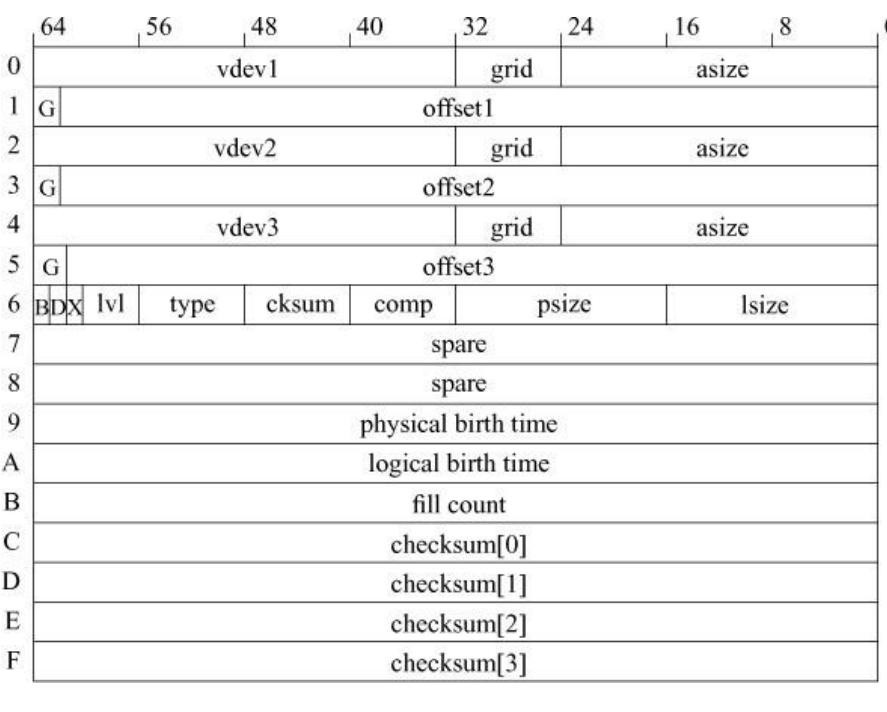 64 56 48 40 32 24 16 8 0
0 vdev1 grid asize
1 G offset1
2 vdev2 grid asize
3 G offset2
4 vdev3 grid asize
5 G offset3
6 B D X lvl type cksum comp psize lsize
7 spare
8 spare
9 physical birth time
A logical birth time
B fill count
C checksum[0]
D checksum[1]
E checksum[2]
F checksum[3]